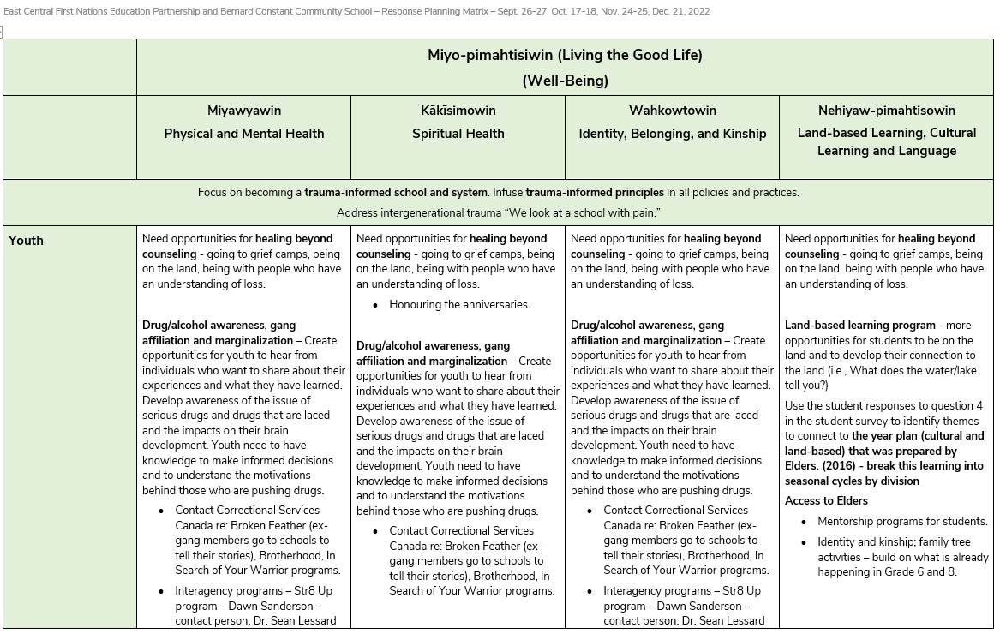 East Central First Nations Education Partnership and Bernard Constant Community School – Response Planning Matrix – Sept. 26-27, Oct. 17-18, Nov. 24-25, Dec. 21, 2022
Miyo-pimahtisiwin (Living the Good Life)
(Well-Being)
Miyawyawin
Physical and Mental Health
Kākīsimowin
Spiritual Health
Wahkowtowin
Identity, Belonging, and Kinship
Nehiyaw-pimahtisowin
Land-based Learning, Cultural
Learning and Language
Focus on becoming a trauma-informed school and system. Infuse trauma-informed principles in all policies and practices.
Address intergenerational trauma “We look at a school with pain.”
Youth
Need opportunities for healing beyond
counseling - going to grief camps, being
on the land, being with people who have
an understanding of loss.
Drug/alcohol awareness, gang
affiliation and marginalization – Create
opportunities for youth to hear from
individuals who want to share about their
experiences and what they have learned.
Develop awareness of the issue of
serious drugs and drugs that are laced
and the impacts on their brain
development. Youth need to have
knowledge to make informed decisions
and to understand the motivations
behind those who are pushing drugs.
• Contact Correctional Services
Canada re: Broken Feather (ex-
gang members go to schools to
tell their stories), Brotherhood, In
Search of Your Warrior programs.
• Interagency programs – Str8 Up
program – Dawn Sanderson –
contact person. Dr. Sean Lessard
Need opportunities for healing beyond
counseling - going to grief camps, being
on the land, being with people who have
an understanding of loss.
• Honouring the anniversaries.
Drug/alcohol awareness, gang
affiliation and marginalization – Create
opportunities for youth to hear from
individuals who want to share about their
experiences and what they have learned.
Develop awareness of the issue of
serious drugs and drugs that are laced
and the impacts on their brain
development. Youth need to have
knowledge to make informed decisions
and to understand the motivations
behind those who are pushing drugs.
• Contact Correctional Services
Canada re: Broken Feather (ex-
gang members go to schools to
tell their stories), Brotherhood, In
Search of Your Warrior programs.
Need opportunities for healing beyond
counseling - going to grief camps, being
on the land, being with people who have
an understanding of loss.
Drug/alcohol awareness, gang
affiliation and marginalization – Create
opportunities for youth to hear from
individuals who want to share about their
experiences and what they have learned.
Develop awareness of the issue of
serious drugs and drugs that are laced
and the impacts on their brain
development. Youth need to have
knowledge to make informed decisions
and to understand the motivations
behind those who are pushing drugs.
• Contact Correctional Services
Canada re: Broken Feather (ex-
gang members go to schools to
tell their stories), Brotherhood, In
Search of Your Warrior programs.
• Interagency programs – Str8 Up
program – Dawn Sanderson –
contact person. Dr. Sean Lessard
Need opportunities for healing beyond
counseling - going to grief camps, being
on the land, being with people who have
an understanding of loss.
Land-based learning program - more
opportunities for students to be on the
land and to develop their connection to
the land (i.e., What does the water/lake
tell you?)
Use the student responses to question 4
in the student survey to identify themes
to connect to the year plan (cultural and
land-based) that was prepared by
Elders. (2016) - break this learning into
seasonal cycles by division
Access to Elders
• Mentorship programs for students.
• Identity and kinship; family tree
activities – build on what is already
happening in Grade 6 and 8.